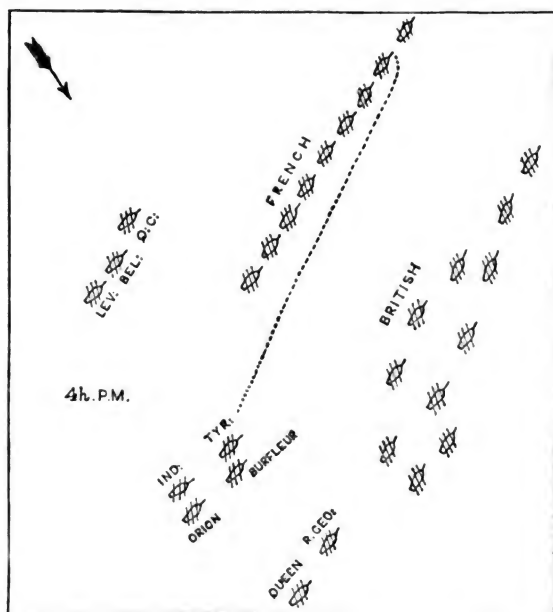 FRENCH
Q: C:
LEV: BEL:
BRITISH
4h. P.M.
TYR:
IND:
BURFLEUR
ORION
R. GEO:
QUEEN